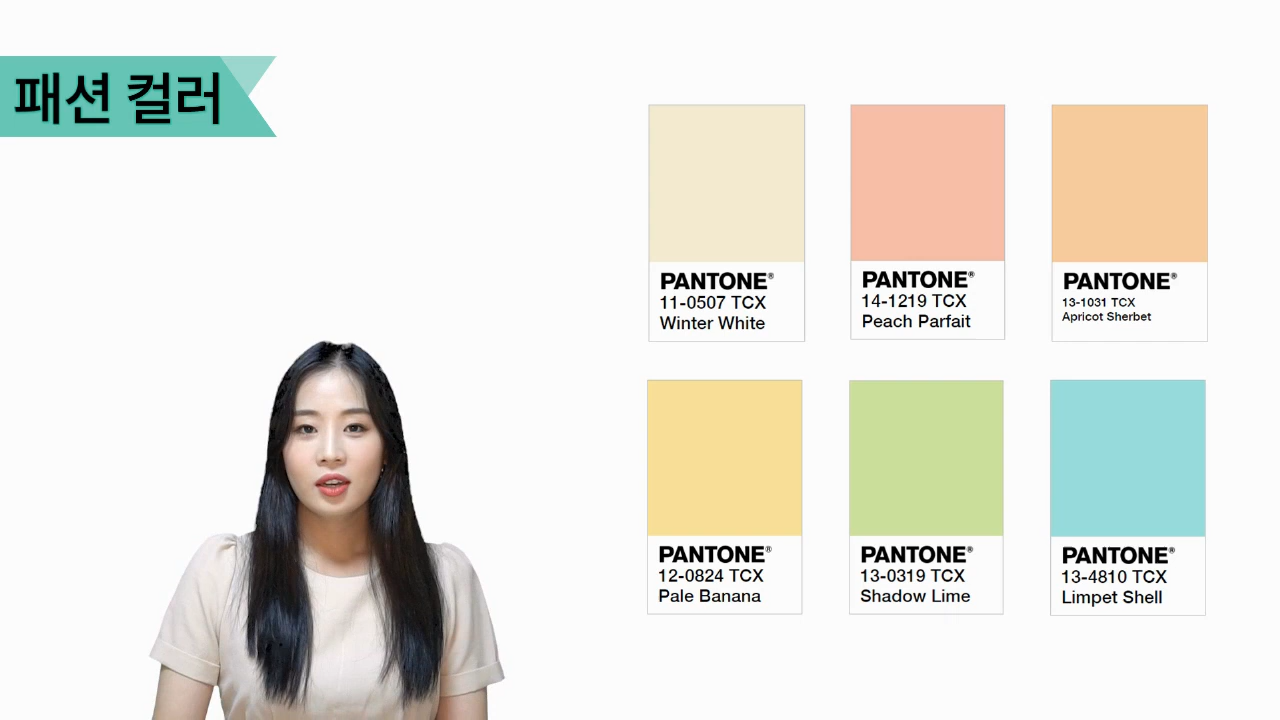 패션 컬러
PANTONE®
11-0507 TCX
Winter White
PANTONE®
14-1219 TCX
Peach Parfait
PANTONE®
13-1031 TCX
Apricot Sherbet
PANTONE®
12-0824 TCX
Pale Banana
PANTONE®
13-0319 TCX
Shadow Lime
PANTONE®
13-4810 TCX
Limpet Shell